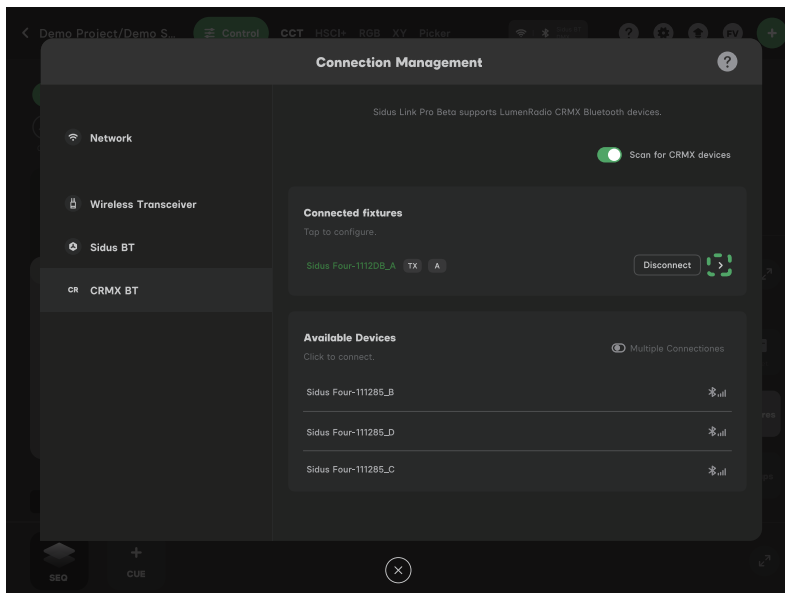 Demo Project/Demo S... Control CCT HSCI+ RGB XY Picker ? FV +
Connection Management ?
Sidus Link Pro Beta supports LumenRadio CRMX Bluetooth devices.
Network
Scan for CRMX devices
Wireless Transceiver
Connected fixtures
Tap to configure.
Sidus BT
Sidus Four-1112DB_A TX A Disconnect >
CR CRMX BT
Available Devices
Click to connect.
Multiple Connectiones
Sidus Four-111285_B
Sidus Four-111285_D
Sidus Four-111285_C
SEQ
CUE